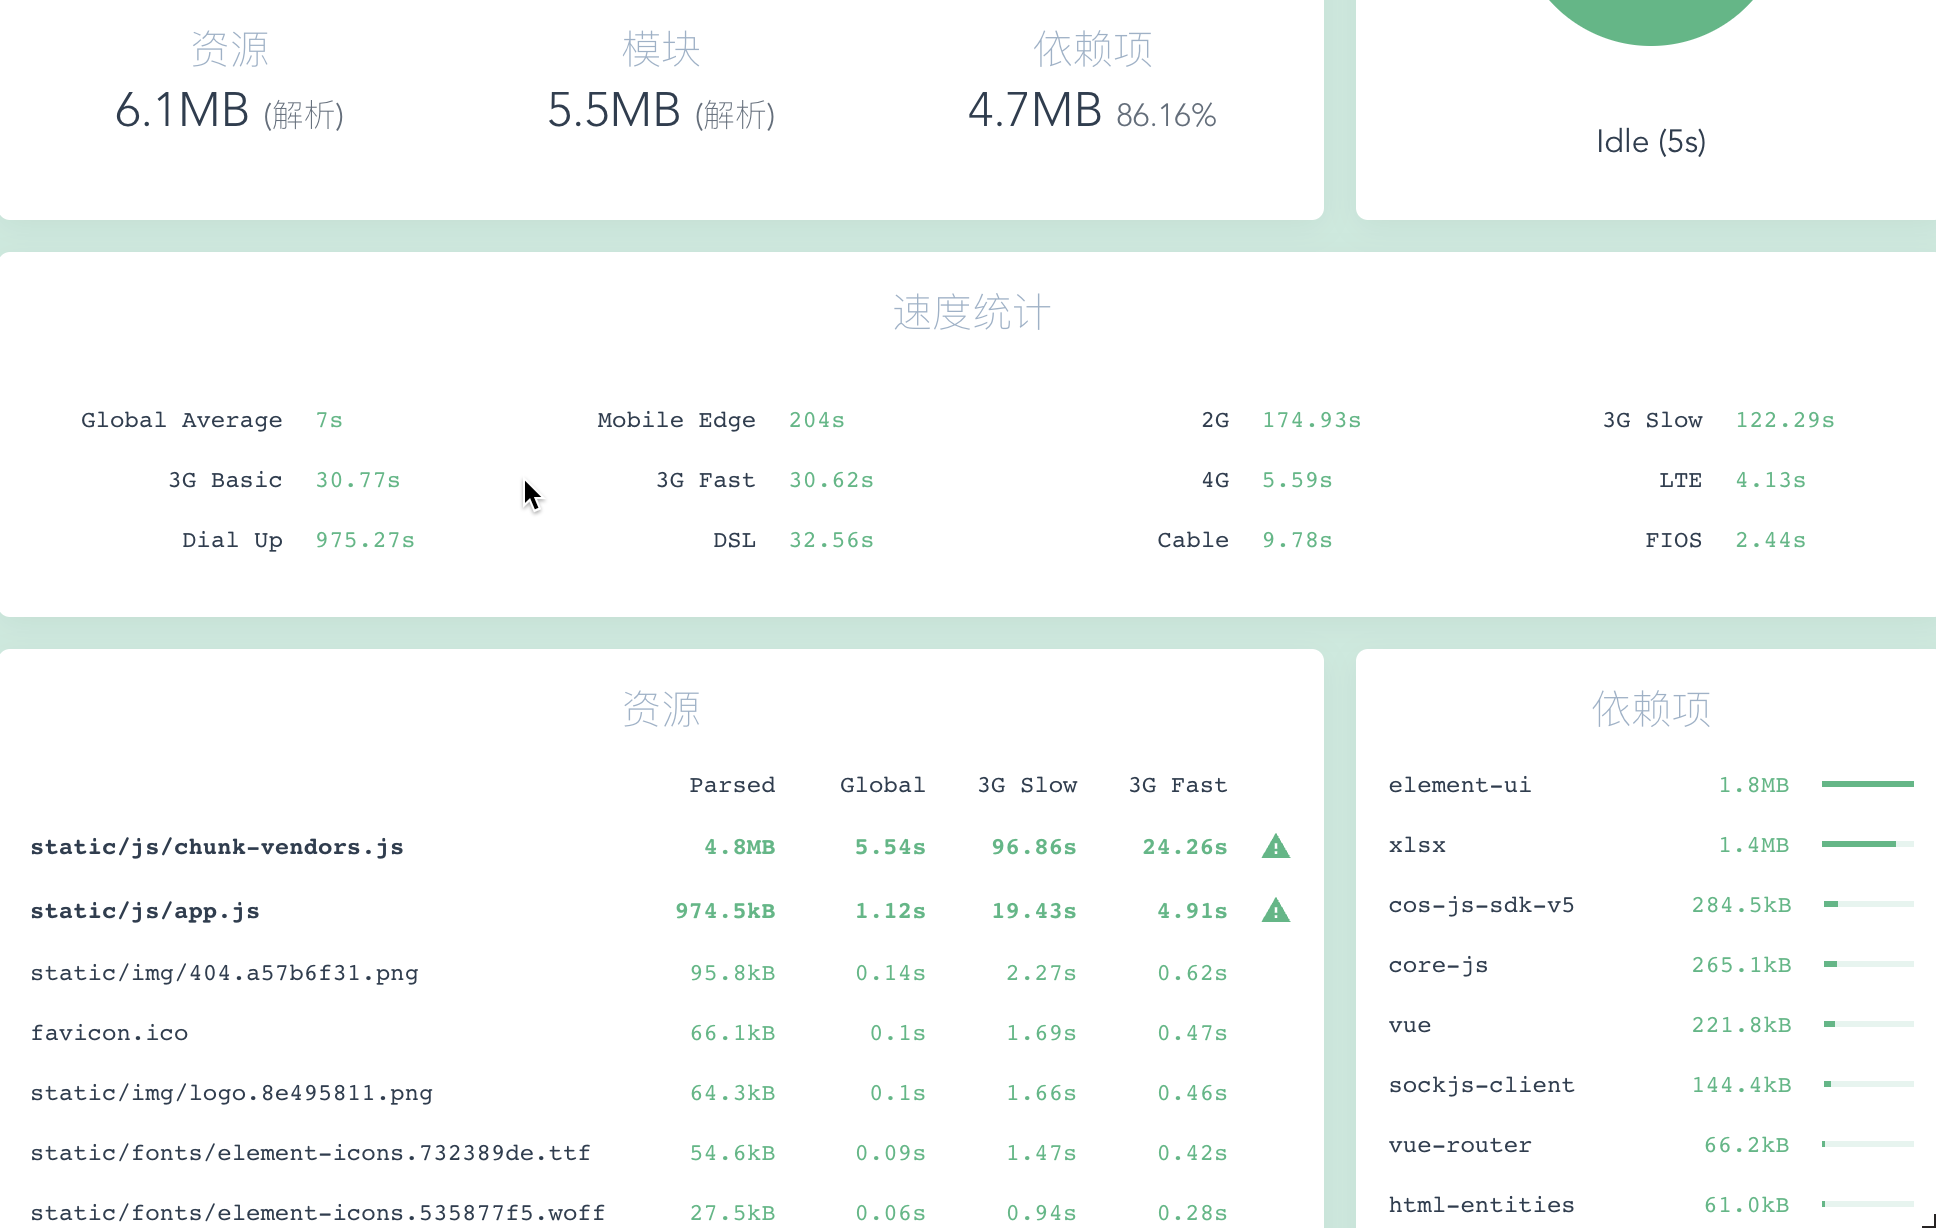 资源 模块 依赖项
6.1MB (解析) 5.5MB (解析) 4.7MB 86.16%
Idle (5s)
速度统计
Global Average 7s Mobile Edge 204s 2G 174.93s 3G Slow 122.29s
3G Basic 30.77s 3G Fast 30.62s 4G 5.59s LTE 4.13s
Dial Up 975.27s DSL 32.56s Cable 9.78s FIOS 2.44s
资源
Parsed Global 3G Slow 3G Fast
static/js/chunk-vendors.js 4.8MB 5.54s 96.86s 24.26s
static/js/app.js 974.5kB 1.12s 19.43s 4.91s
static/img/404.a57b6f31.png 95.8kB 0.14s 2.27s 0.62s
favicon.ico 66.1kB 0.1s 1.69s 0.47s
static/img/logo.8e495811.png 64.3kB 0.1s 1.66s 0.46s
static/fonts/element-icons.732389de.ttf 54.6kB 0.09s 1.47s 0.42s
static/fonts/element-icons.535877f5.woff 27.5kB 0.06s 0.94s 0.28s
依赖项
element-ui 1.8MB
xlsx 1.4MB
cos-js-sdk-v5 284.5kB
core-js 265.1kB
vue 221.8kB
sockjs-client 144.4kB
vue-router 66.2kB
html-entities 61.0kB